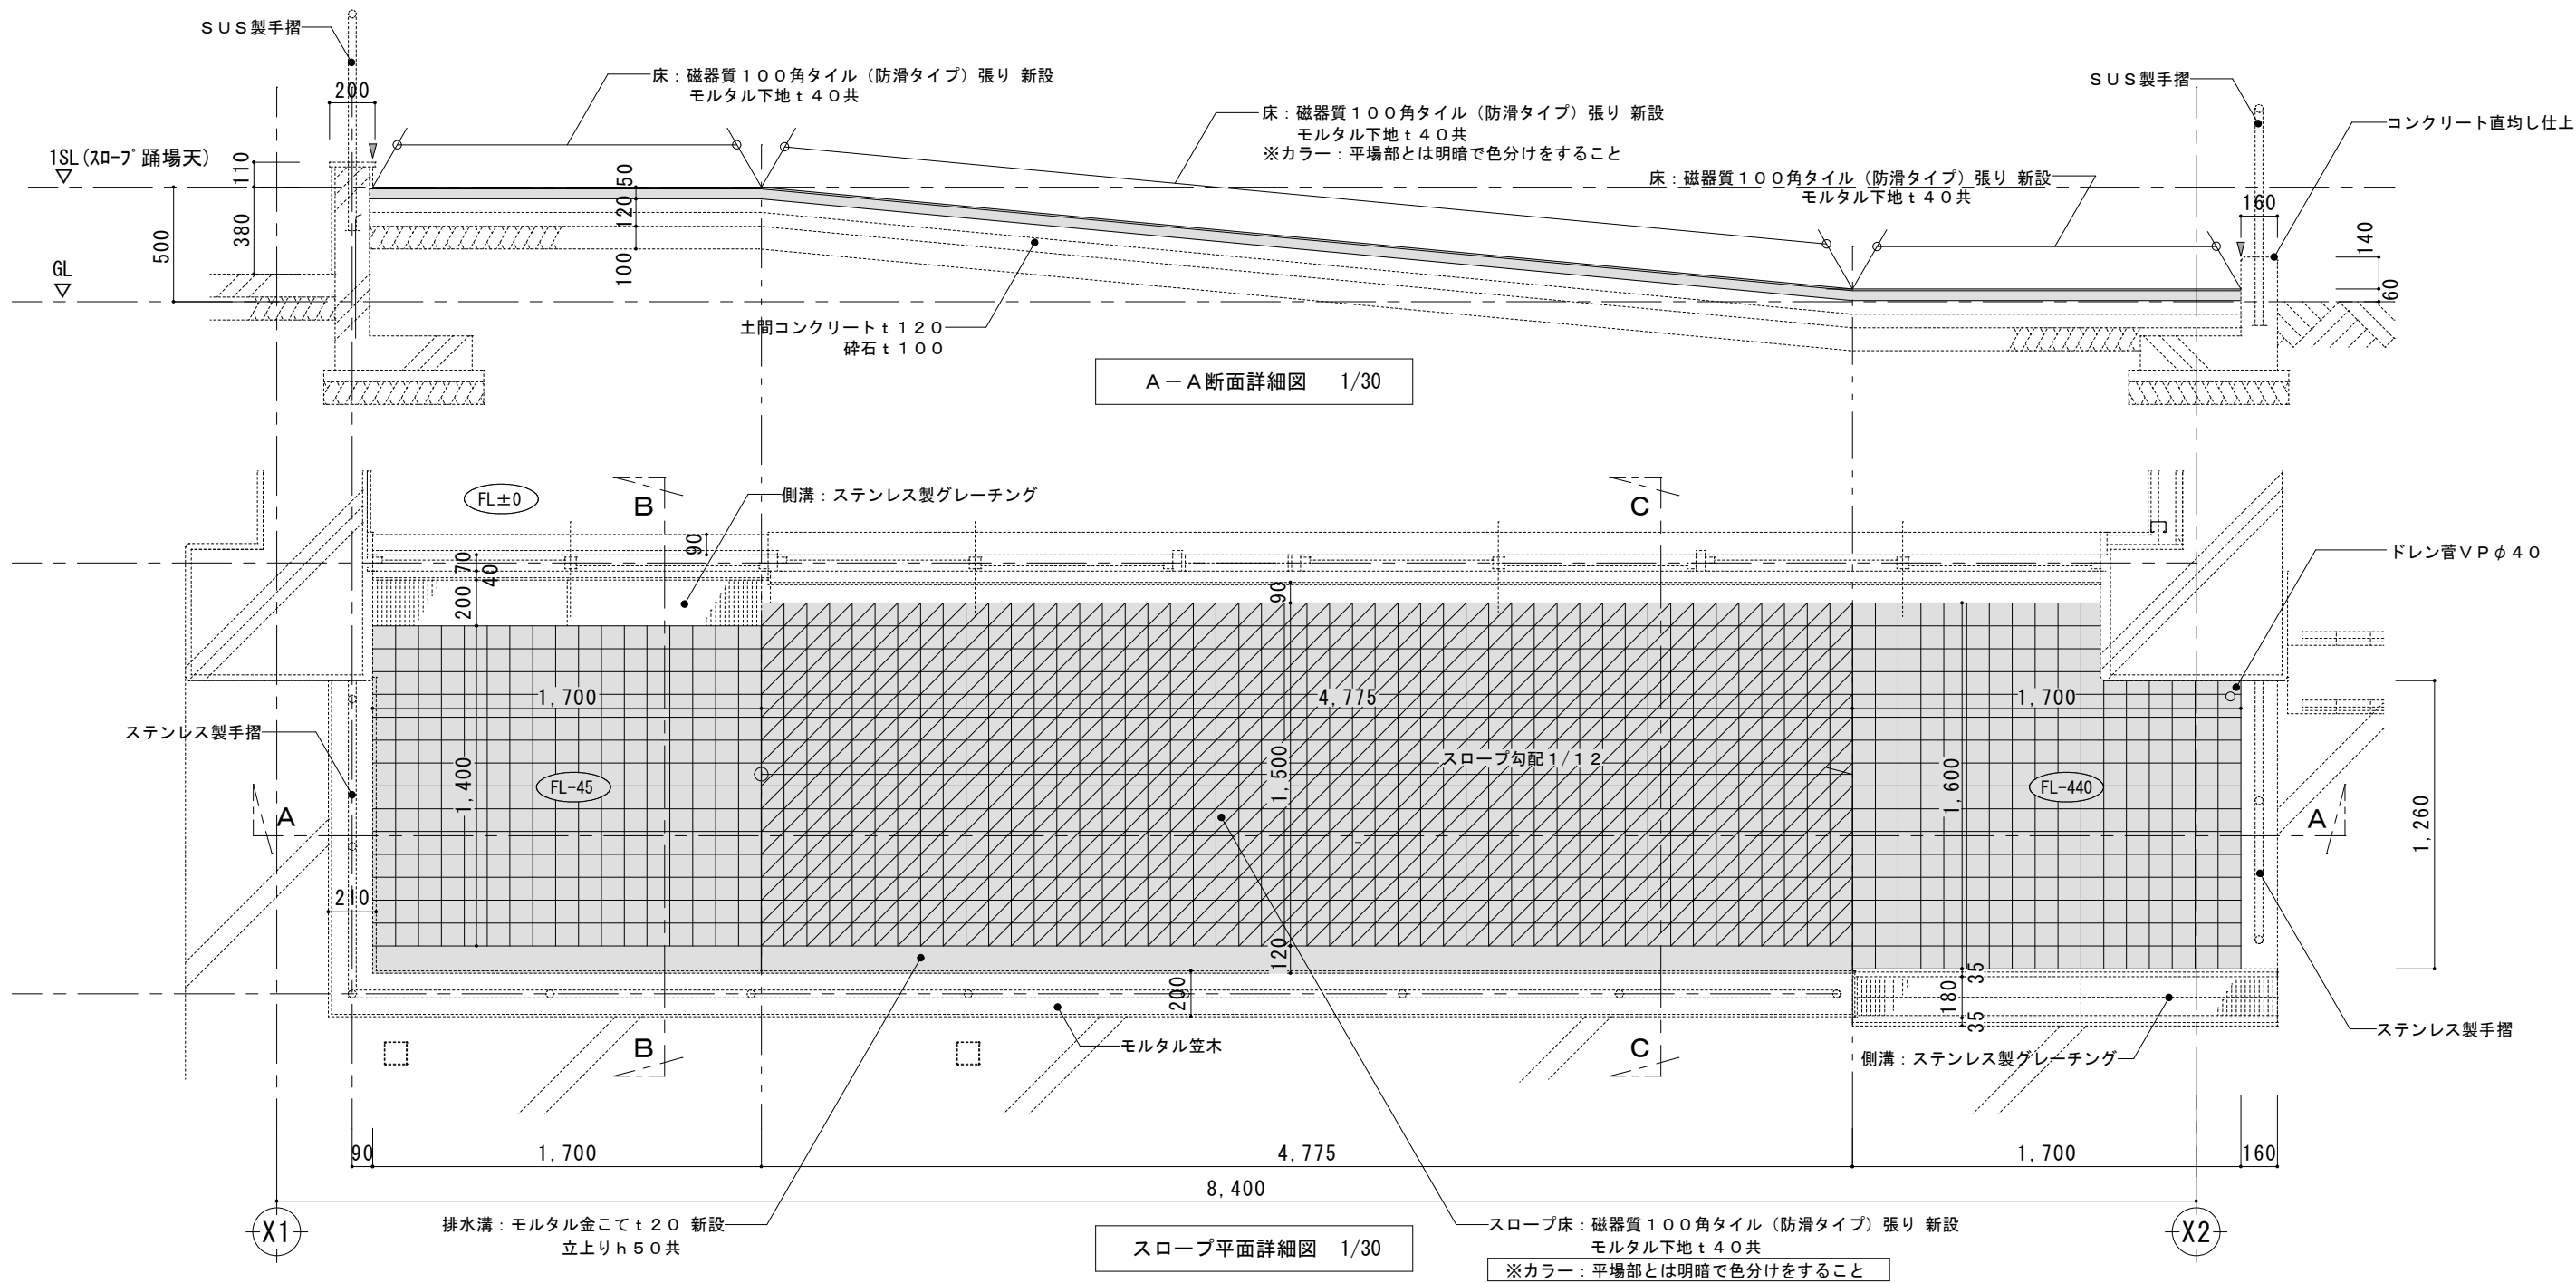 SUS製手摺
200
床：磁器質１００角タイル（防滑タイプ）張り 新設
モルタル下地ｔ４０共
床：磁器質１００角タイル（防滑タイプ）張り 新設
モルタル下地ｔ４０共
※カラー：平場部とは明暗で色分けをすること
SUS製手摺
コンクリート直均し仕上
床：磁器質１００角タイル（防滑タイプ）張り 新設
モルタル下地ｔ４０共
1SL(ｽﾛｰﾌﾟ踊場天)
110
380
500
GL
50
120
100
160
140
60
土間コンクリートｔ１２０
砕石ｔ１００
A－A断面詳細図 1/30
FL±0
B
側溝：ステンレス製グレーチング
C
90
70
40
200
90
ドレン管ＶＰφ４０
1,700
4,775
1,700
ステンレス製手摺
スロープ勾配１/１２
1,400
FL-45
1,500
1,600
FL-440
1,260
A
A
210
120
200
35
180
35
モルタル笠木
B
C
側溝：ステンレス製グレーチング
ステンレス製手摺
90
1,700
4,775
1,700
160
8,400
X1
X2
排水溝：モルタル金こてｔ２０ 新設
立上りｈ５０共
スロープ平面詳細図 1/30
スロープ床：磁器質１００角タイル（防滑タイプ）張り 新設
モルタル下地ｔ４０共
※カラー：平場部とは明暗で色分けをすること